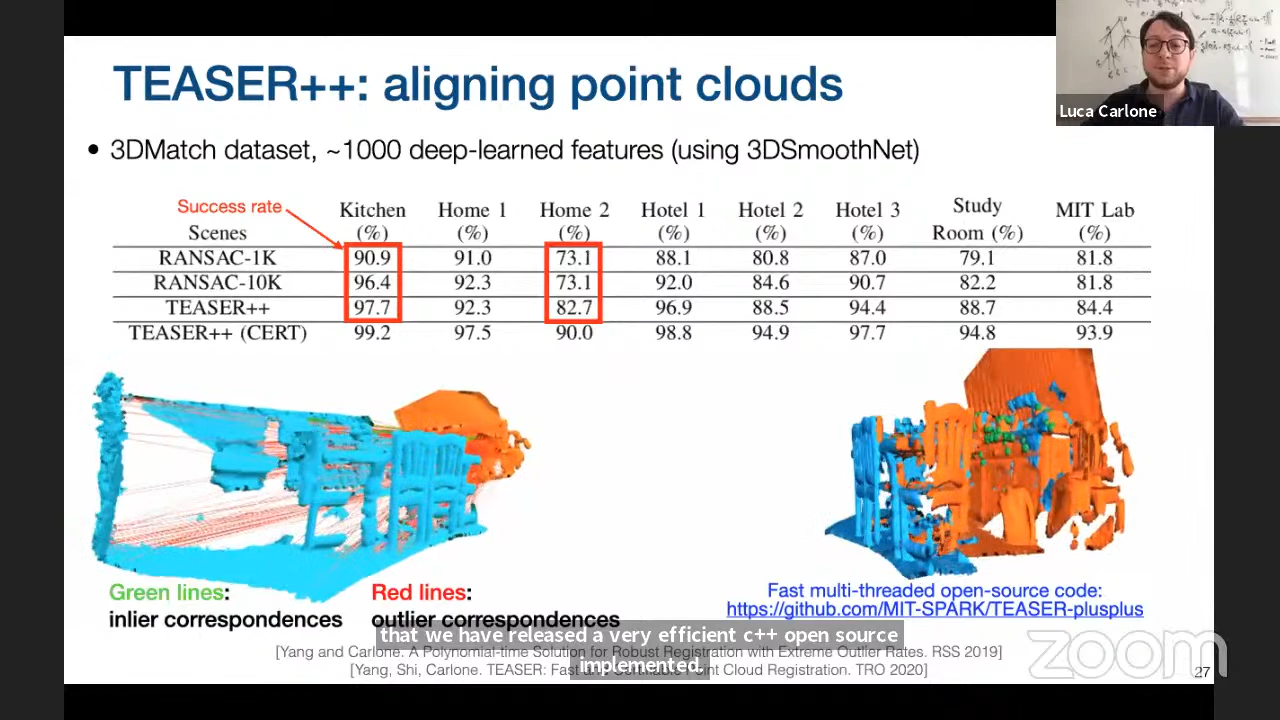 TEASER++: aligning point clouds
Luca Carlone
• 3DMatch dataset, ~1000 deep-learned features (using 3DSmoothNet)
Success rate
Scenes Kitchen (%) Home 1 (%) Home 2 (%) Hotel 1 (%) Hotel 2 (%) Hotel 3 (%) Study Room (%) MIT Lab (%)
RANSAC-1K 90.9 91.0 73.1 88.1 80.8 87.0 79.1 81.8
RANSAC-10K 96.4 92.3 73.1 92.0 84.6 90.7 82.2 81.8
TEASER++ 97.7 92.3 82.7 96.9 88.5 94.4 88.7 84.4
TEASER++ (CERT) 99.2 97.5 90.0 98.8 94.9 97.7 94.8 93.9
Green lines:
inlier correspondences
Red lines:
outlier correspondences
Fast multi-threaded open-source code:
https://github.com/MIT-SPARK/TEASER-plusplus
that we have released a very efficient c++ open source
implemented.
[Yang and Carlone. A Polynomial-time Solution for Robust Registration with Extreme Outlier Rates. RSS 2019]
[Yang, Shi, Carlone. TEASER: Fast and Certifiable Point Cloud Registration. TRO 2020]
zoom
27